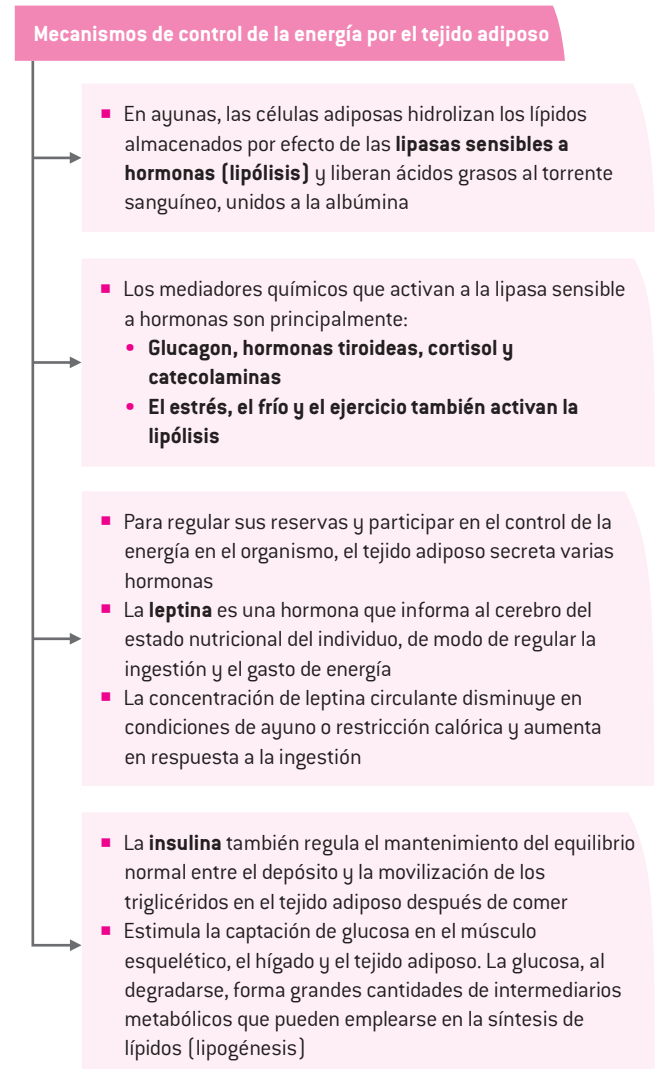 Mecanismos de control de la energía por el tejido adiposo
▪ En ayunas, las células adiposas hidrolizan los lípidos
almacenados por efecto de las lipasas sensibles a
hormonas (lipólisis) y liberan ácidos grasos al torrente
sanguíneo, unidos a la albúmina
▪ Los mediadores químicos que activan a la lipasa sensible
a hormonas son principalmente:
• Glucagon, hormonas tiroideas, cortisol y
catecolaminas
• El estrés, el frío y el ejercicio también activan la
lipólisis
▪ Para regular sus reservas y participar en el control de la
energía en el organismo, el tejido adiposo secreta varias
hormonas
▪ La leptina es una hormona que informa al cerebro del
estado nutricional del individuo, de modo de regular la
ingestión y el gasto de energía
▪ La concentración de leptina circulante disminuye en
condiciones de ayuno o restricción calórica y aumenta
en respuesta a la ingestión
▪ La insulina también regula el mantenimiento del equilibrio
normal entre el depósito y la movilización de los
triglicéridos en el tejido adiposo después de comer
▪ Estimula la captación de glucosa en el músculo
esquelético, el hígado y el tejido adiposo. La glucosa, al
degradarse, forma grandes cantidades de intermediarios
metabólicos que pueden emplearse en la síntesis de
lípidos (lipogénesis)